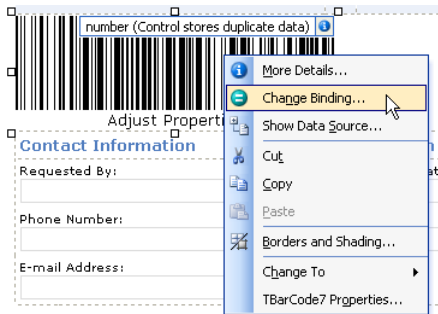 number (Control stores duplicate data)
More Details...
Change Binding...
Adjust Properti
Show Data Source...
Contact Information
Cut
Requested By:
Copy
Paste
Phone Number:
Borders and Shading...
E-mail Address:
Change To
TBarCode7 Properties...